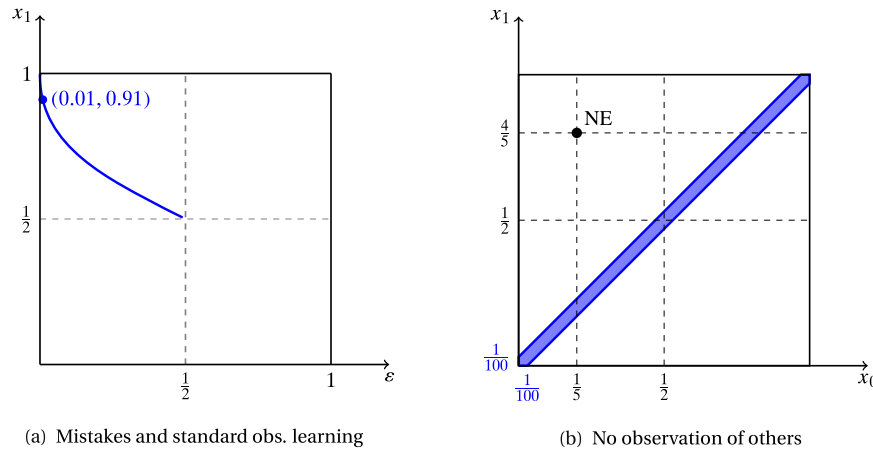 x₁
1
(0.01, 0.91)
1/2
1/2
1
ε
(a) Mistakes and standard obs. learning
x₁
4/5
NE
1/2
1/100
1/100
1/5
1/2
x₀
(b) No observation of others